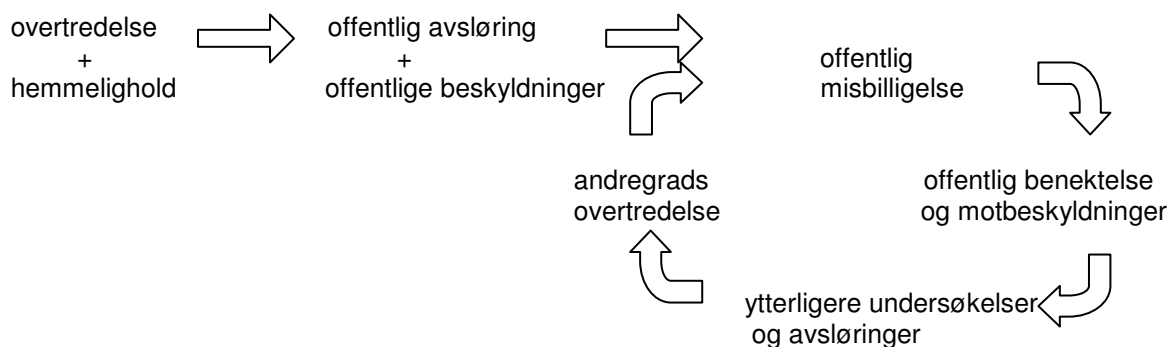 overtredelse
+
hemmelighold
offentlig avsløring
+
offentlige beskyldninger
offentlig
misbilligelse
offentlig benektelse
og motbeskyldninger
ytterligere undersøkelser
og avsløringer
andregrads
overtredelse